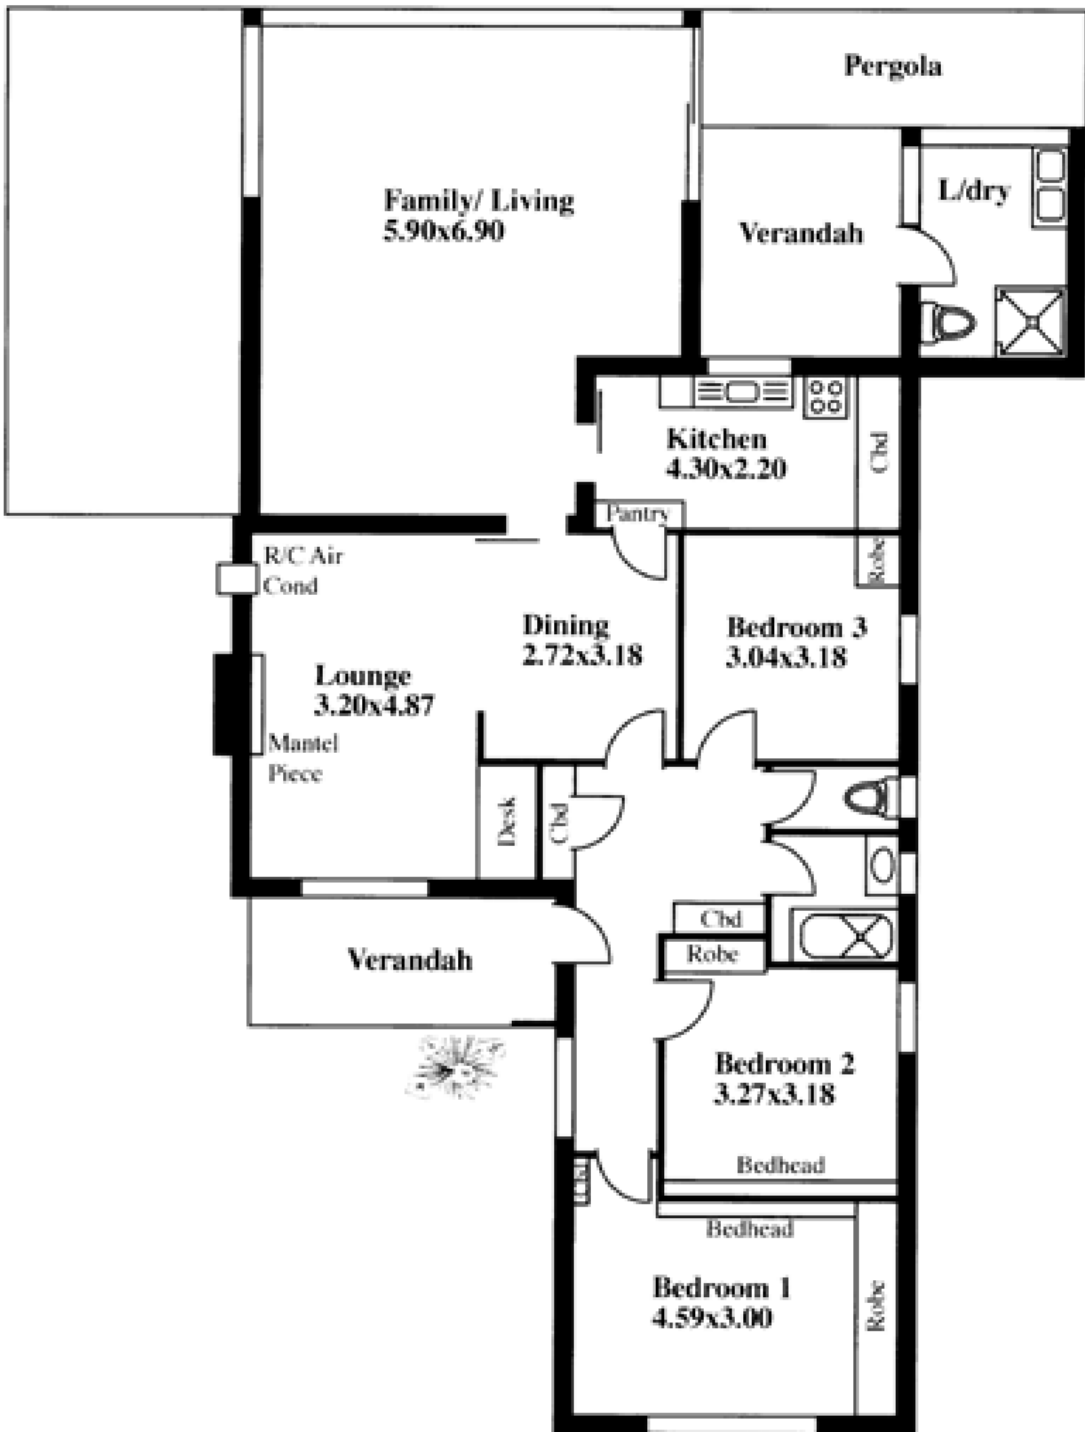 Pergola
Family/ Living
5.90x6.90
L/dry
Verandah
Kitchen
4.30x2.20
Cbd
Pantry
R/C Air
Cond
Robe
Dining
2.72x3.18
Bedroom 3
3.04x3.18
Lounge
3.20x4.87
Mantel
Piece
Desk
Cbd
Cbd
Robe
Verandah
Bedroom 2
3.27x3.18
Bedhead
Cbd
Bedhead
Bedroom 1
4.59x3.00
Robe